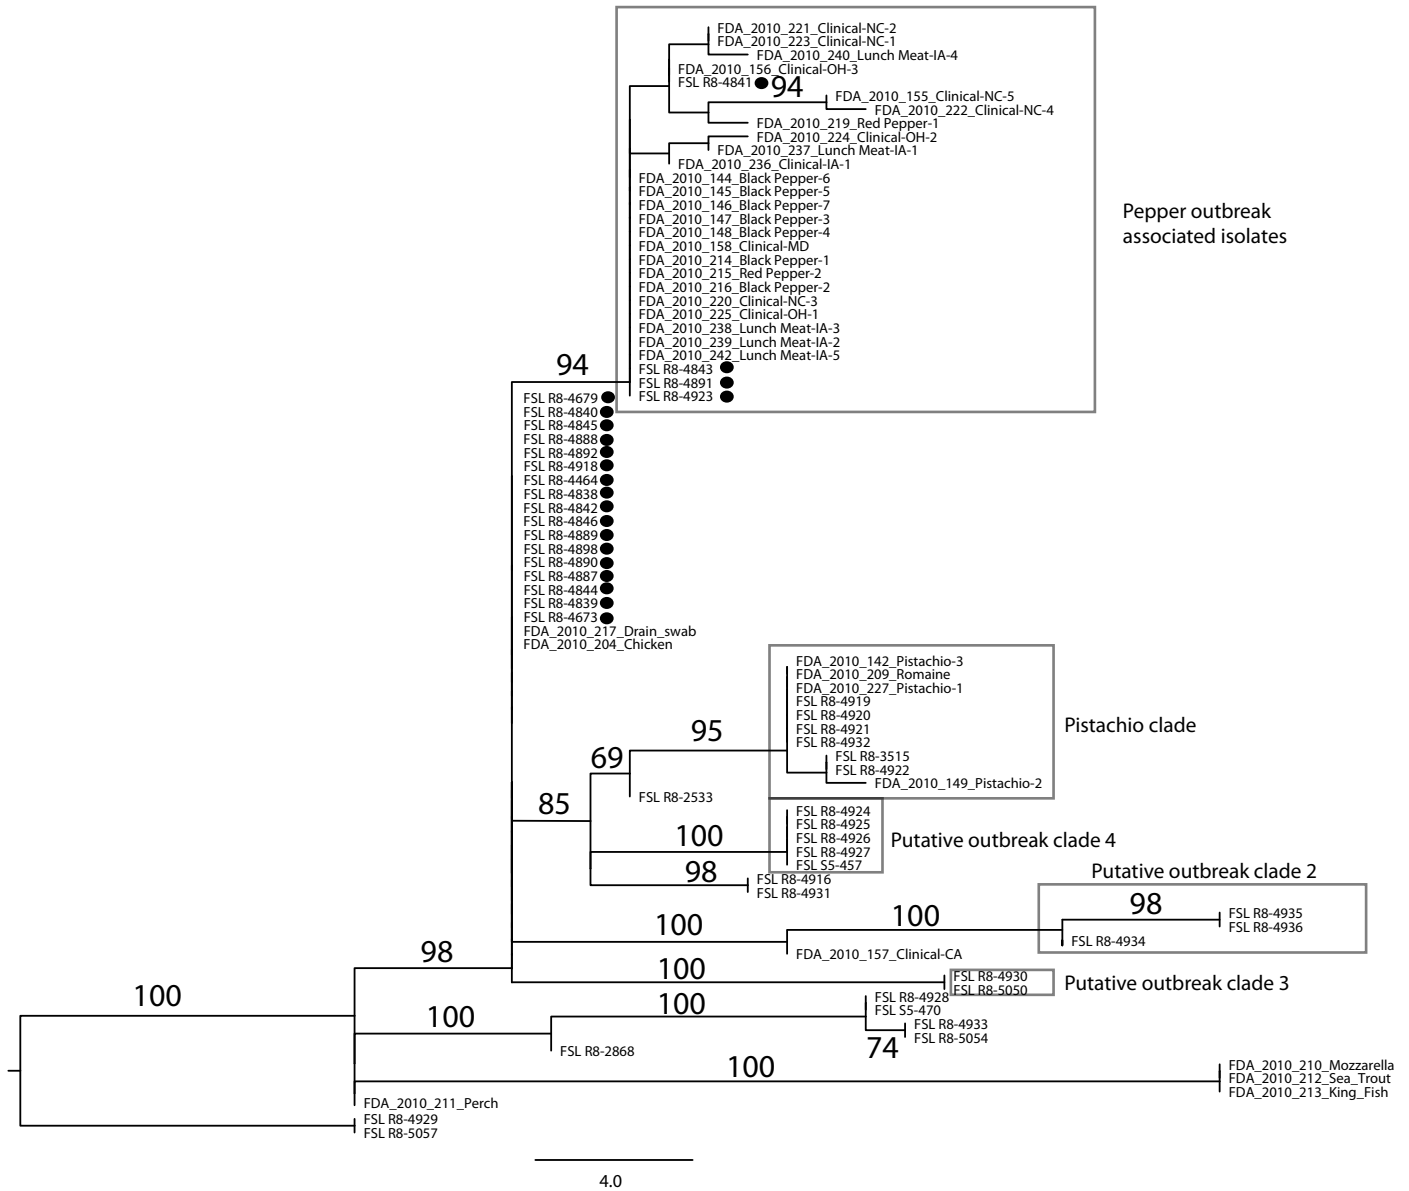 FDA_2010_221_Clinical-NC-2
FDA_2010_223_Clinical-NC-1
FDA_2010_240_Lunch Meat-IA-4
FDA_2010_156_Clinical-OH-3
FSL R8-4841
94
FDA_2010_155_Clinical-NC-5
FDA_2010_222_Clinical-NC-4
FDA_2010_219_Red Pepper-1
FDA_2010_224_Clinical-OH-2
FDA_2010_237_Lunch Meat-IA-1
FDA_2010_236_Clinical-IA-1
FDA_2010_144_Black Pepper-6
FDA_2010_145_Black Pepper-5
FDA_2010_146_Black Pepper-7
FDA_2010_147_Black Pepper-3
FDA_2010_148_Black Pepper-4
FDA_2010_158_Clinical-MD
FDA_2010_214_Black Pepper-1
FDA_2010_215_Red Pepper-2
FDA_2010_216_Black Pepper-2
FDA_2010_220_Clinical-NC-3
FDA_2010_225_Clinical-OH-1
FDA_2010_238_Lunch Meat-IA-3
FDA_2010_239_Lunch Meat-IA-2
FDA_2010_242_Lunch Meat-IA-5
FSL R8-4843
FSL R8-4891
FSL R8-4923
Pepper outbreak
associated isolates
94
FSL R8-4679
FSL R8-4840
FSL R8-4845
FSL R8-4888
FSL R8-4892
FSL R8-4918
FSL R8-4464
FSL R8-4838
FSL R8-4842
FSL R8-4846
FSL R8-4889
FSL R8-4898
FSL R8-4890
FSL R8-4887
FSL R8-4844
FSL R8-4839
FSL R8-4673
FDA_2010_217_Drain_swab
FDA_2010_204_Chicken
FDA_2010_142_Pistachio-3
FDA_2010_209_Romaine
FDA_2010_227_Pistachio-1
FSL R8-4919
FSL R8-4920
FSL R8-4921
FSL R8-4932
FSL R8-3515
FSL R8-4922
FDA_2010_149_Pistachio-2
Pistachio clade
95
69
FSL R8-2533
85
FSL R8-4924
FSL R8-4925
FSL R8-4926
FSL R8-4927
FSL S5-457
Putative outbreak clade 4
100
98
FSL R8-4916
FSL R8-4931
Putative outbreak clade 2
98
FSL R8-4935
FSL R8-4936
FSL R8-4934
100
100
FDA_2010_157_Clinical-CA
98
100
FSL R8-4930
FSL R8-5050
Putative outbreak clade 3
100
100
100
FSL R8-4928
FSL S5-470
FSL R8-4933
FSL R8-5054
74
FSL R8-2868
100
FDA_2010_210_Mozzarella
FDA_2010_212_Sea_Trout
FDA_2010_213_King_Fish
FDA_2010_211_Perch
FSL R8-4929
FSL R8-5057
4.0